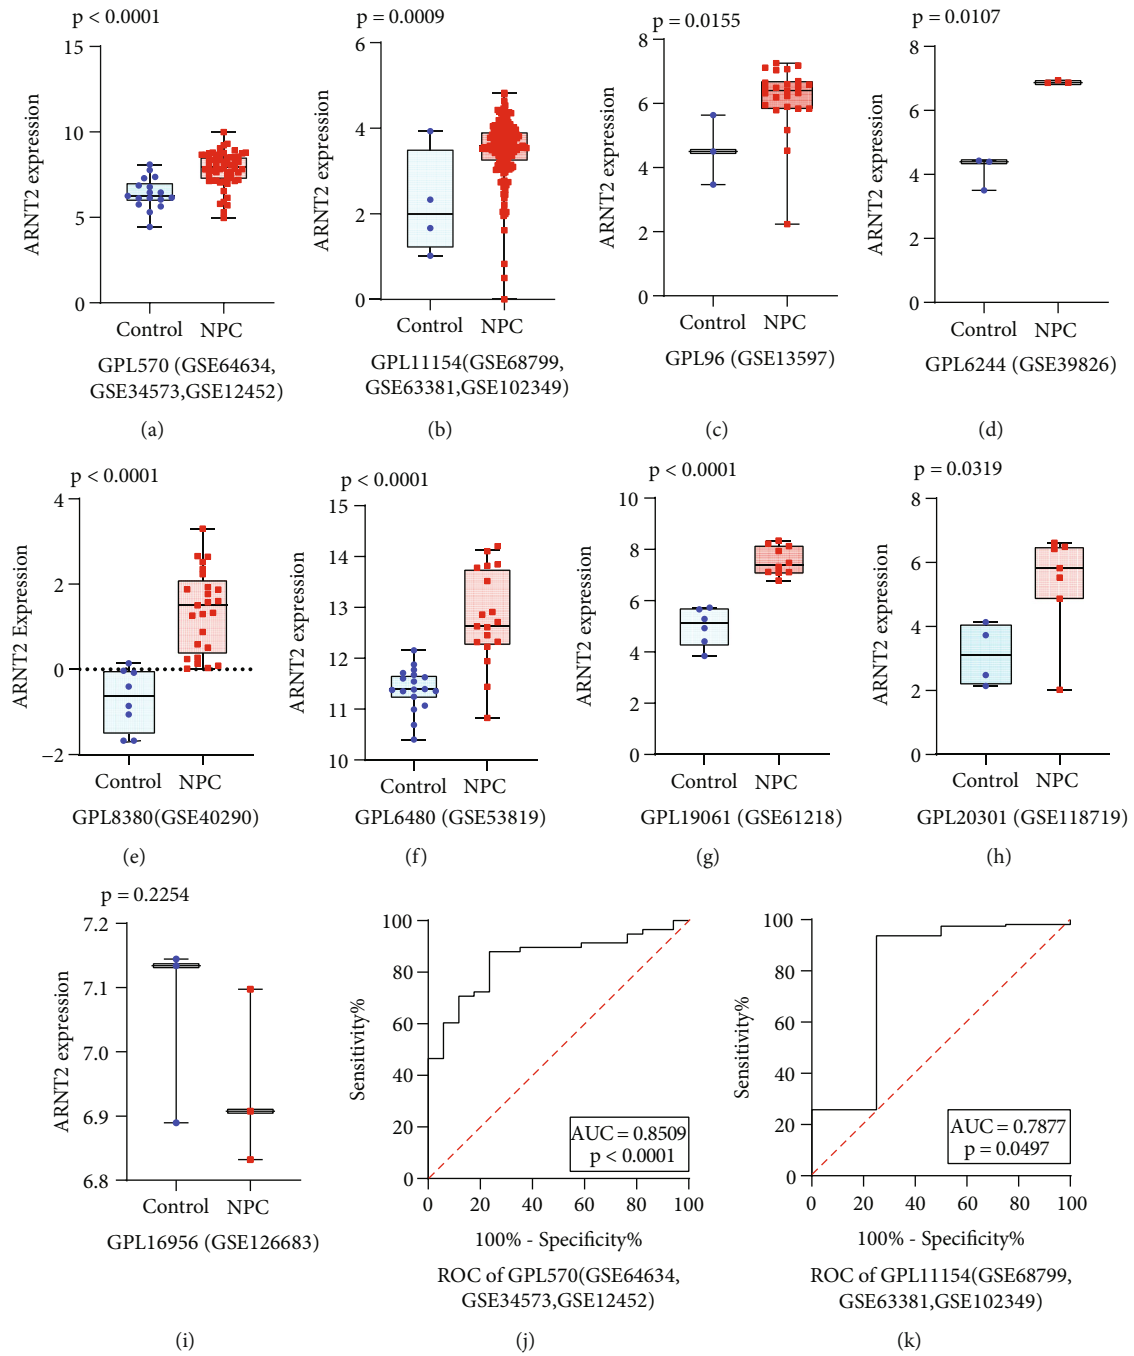 p < 0.0001
ARNT2 expression
15
10
5
0
Control NPC
GPL570 (GSE64634,
GSE34573,GSE12452)
(a)
p = 0.0009
ARNT2 expression
6
4
2
0
Control NPC
GPL11154(GSE68799,
GSE63381,GSE102349)
(b)
p = 0.0155
ARNT2 expression
8
6
4
2
0
Control NPC
GPL96 (GSE13597)
(c)
p = 0.0107
ARNT2 expression
8
6
4
2
0
Control NPC
GPL6244 (GSE39826)
(d)
p < 0.0001
ARNT2 Expression
4
2
0
−2
Control NPC
GPL8380(GSE40290)
(e)
p < 0.0001
ARNT2 expression
15
14
13
12
11
10
Control NPC
GPL6480 (GSE53819)
(f)
p < 0.0001
ARNT2 expression
10
8
6
4
2
0
Control NPC
GPL19061 (GSE61218)
(g)
p = 0.0319
ARNT2 expression
8
6
4
2
0
Control NPC
GPL20301 (GSE118719)
(h)
p = 0.2254
ARNT2 expression
7.2
7.1
7.0
6.9
6.8
Control NPC
GPL16956 (GSE126683)
(i)
Sensitivity%
100
80
60
40
20
0
AUC = 0.8509
p < 0.0001
0 20 40 60 80 100
100% - Specificity%
ROC of GPL570(GSE64634,
GSE34573,GSE12452)
(j)
Sensitivity%
100
80
60
40
20
0
AUC = 0.7877
p = 0.0497
0 20 40 60 80 100
100% - Specificity%
ROC of GPL11154(GSE68799,
GSE63381,GSE102349)
(k)